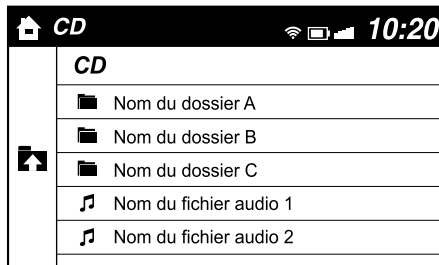 CD 10:20
CD
Nom du dossier A
Nom du dossier B
Nom du dossier C
Nom du fichier audio 1
Nom du fichier audio 2